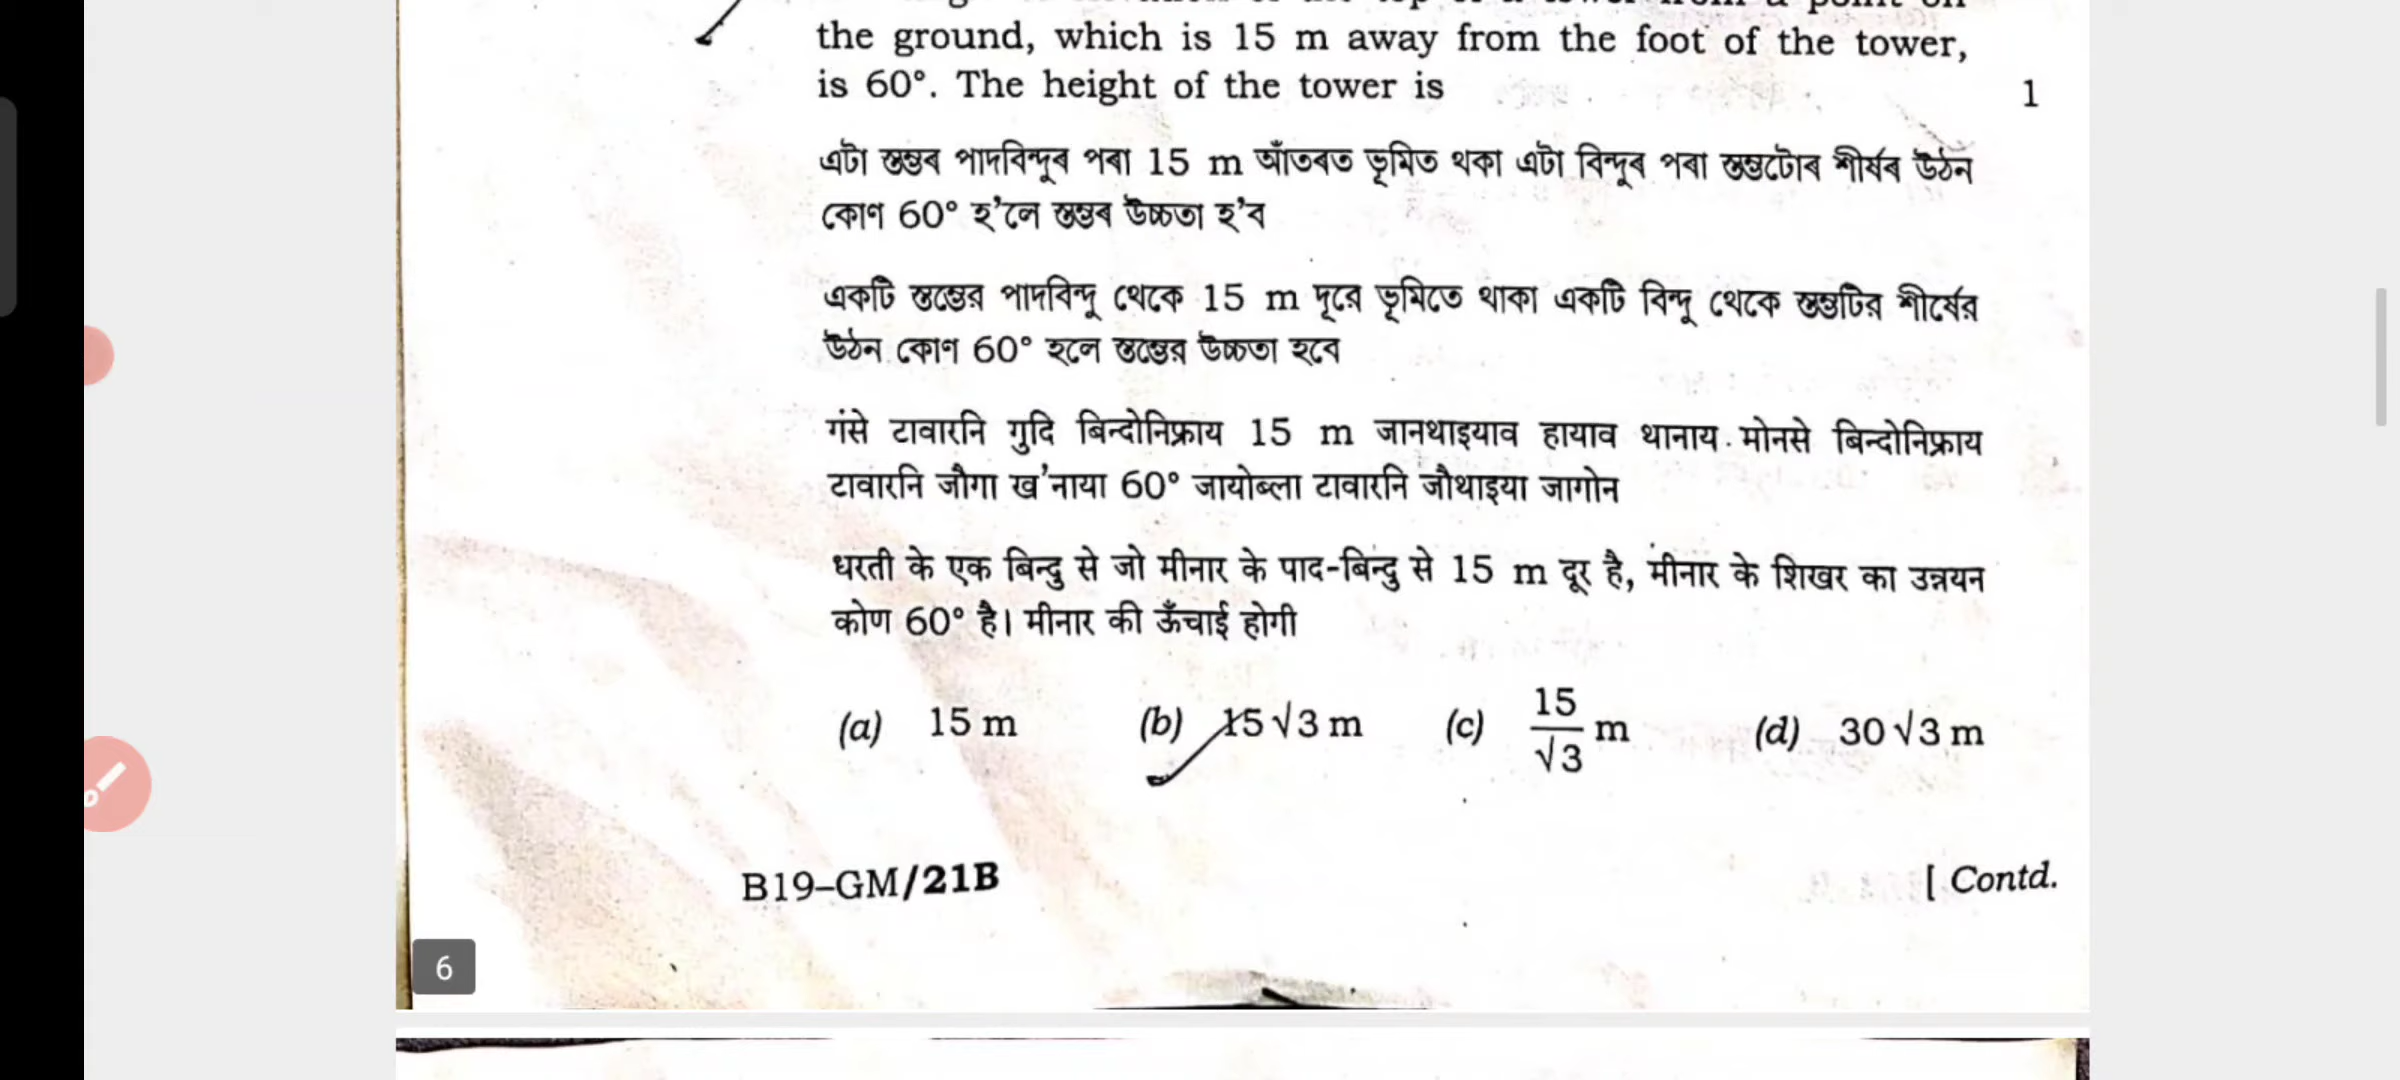 the ground, which is 15 m away from the foot of the tower,
is 60°. The height of the tower is 1
এটা স্তম্ভৰ পাদবিন্দুৰ পৰা 15 m আঁতৰত ভূমিত থকা এটা বিন্দুৰ পৰা স্তম্ভটোৰ শীৰ্ষৰ উঠন
কোণ 60° হ’লে স্তম্ভৰ উচ্চতা হ’ব
একটি স্তম্ভের পাদবিন্দু থেকে 15 m দূরে ভূমিতে থাকা একটি বিন্দু থেকে স্তম্ভটির শীর্ষের
উঠন কোণ 60° হলে স্তম্ভের উচ্চতা হবে
गंसे टावारनि गुदि बिन्दोनिफ्राय 15 m जानथाइयाव हायाव थानाय मोनसे बिन्दोनिफ्राय
टावारनि जौगा ख’नाया 60° जायोब्ला टावारनि जौथाइया जागोन
धरती के एक बिन्दु से जो मीनार के पाद-बिन्दु से 15 m दूर है, मीनार के शिखर का उन्नयन
कोण 60° है। मीनार की ऊँचाई होगी
(a) 15 m (b) 15√3 m (c) 15/√3 m (d) 30√3 m
B19–GM/21B [ Contd.
6